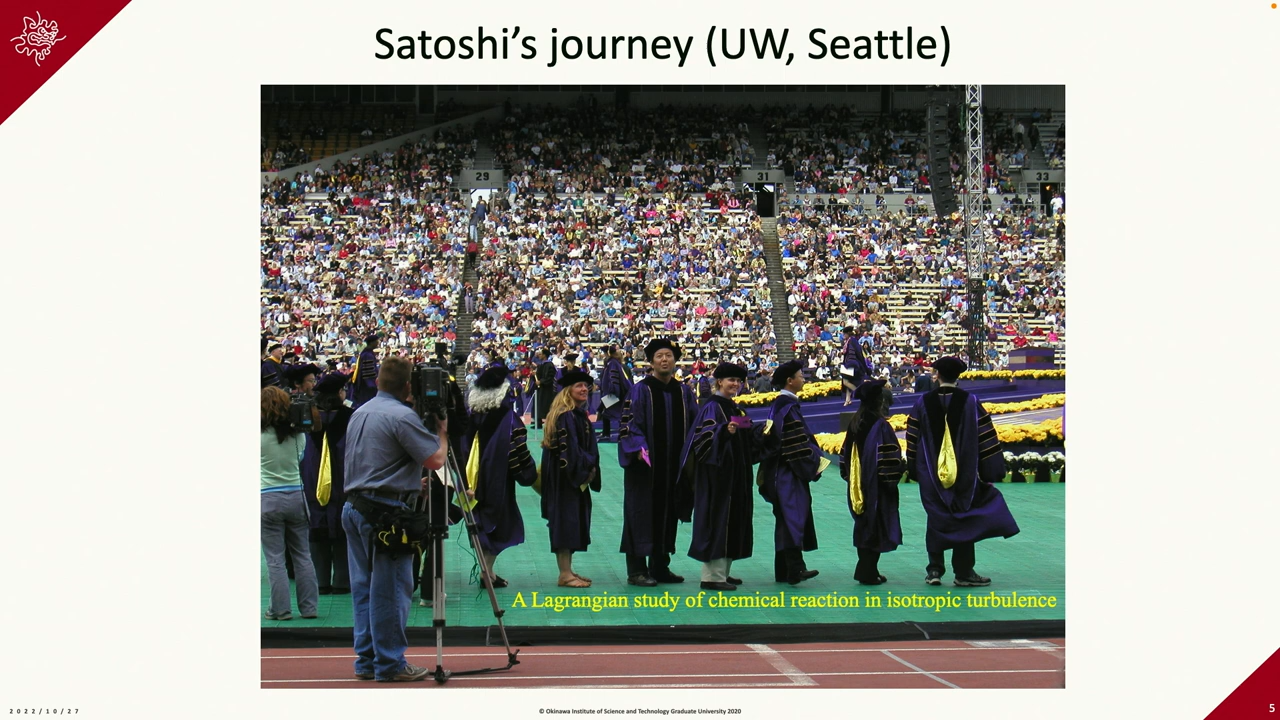 Satoshi's journey (UW, Seattle)
29
31
33
A Lagrangian study of chemical reaction in isotropic turbulence
2022/10/27
© Okinawa Institute of Science and Technology Graduate University 2020
5